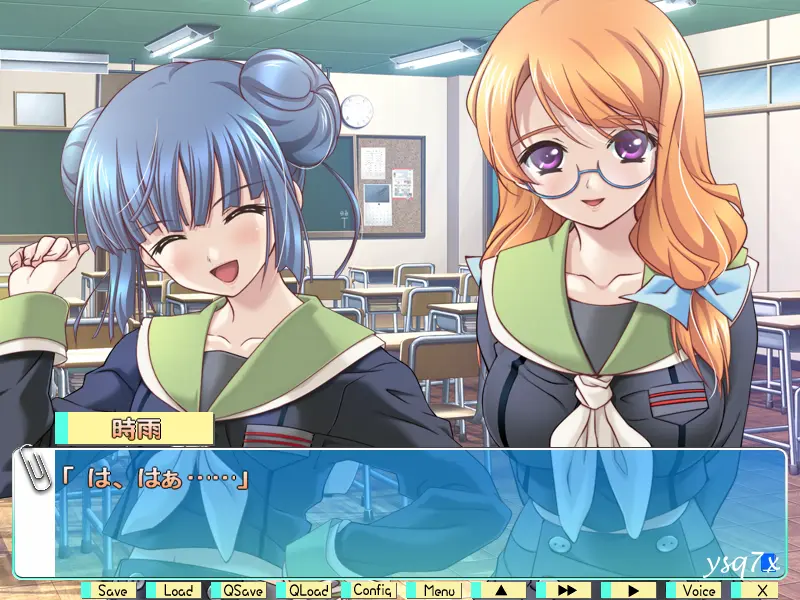 時雨
「は、はぁ……」
ysq7x
Save Load QSave QLoad Config Menu ▲ ▶▶ ▶ Voice X